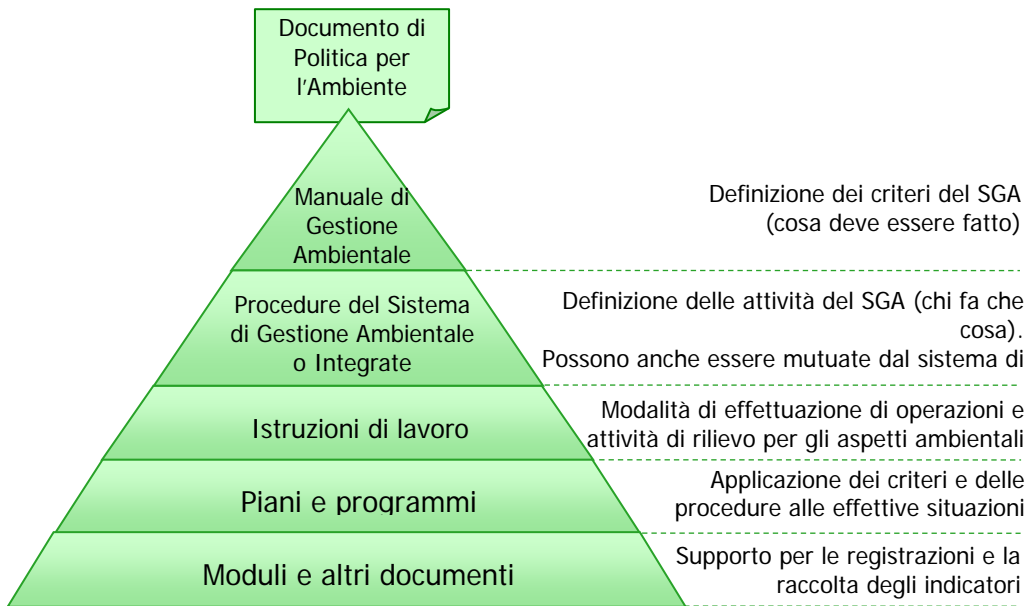 Documento di
Politica per
l'Ambiente
Manuale di
Gestione
Ambientale
Definizione dei criteri del SGA
(cosa deve essere fatto)
Procedure del Sistema
di Gestione Ambientale
o Integrate
Definizione delle attività del SGA (chi fa che
cosa).
Possono anche essere mutuate dal sistema di
Istruzioni di lavoro
Modalità di effettuazione di operazioni e
attività di rilievo per gli aspetti ambientali
Piani e programmi
Applicazione dei criteri e delle
procedure alle effettive situazioni
Moduli e altri documenti
Supporto per le registrazioni e la
raccolta degli indicatori